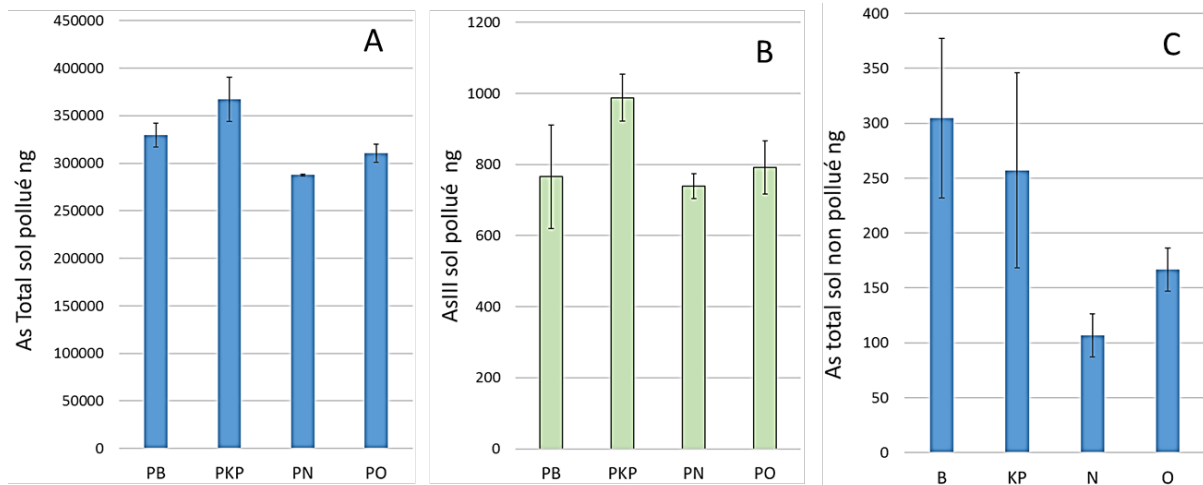 A
As Total sol pollué ng
450000
400000
350000
300000
250000
200000
150000
100000
50000
0
PB PKP PN PO
B
AsIII sol pollué ng
1200
1000
800
600
400
200
0
PB PKP PN PO
C
As total sol non pollué ng
400
350
300
250
200
150
100
50
0
B KP N O